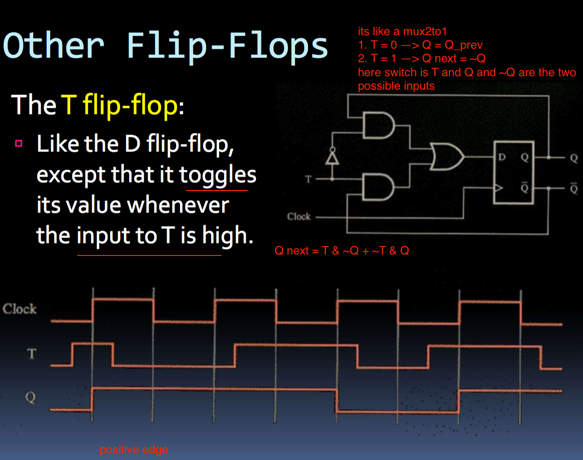 Other Flip-Flops
its like a mux2to1
1. T = 0 —> Q = Q_prev
2. T = 1 —> Q next = ~Q
here switch is T and Q and ~Q are the two
possible inputs
The T flip-flop:
Like the D flip-flop,
except that it toggles
its value whenever
the input to T is high.
T
Clock
D Q
Q̅
Q
Q̅
Q next = T & ~Q + ~T & Q
Clock
T
Q
positive edge